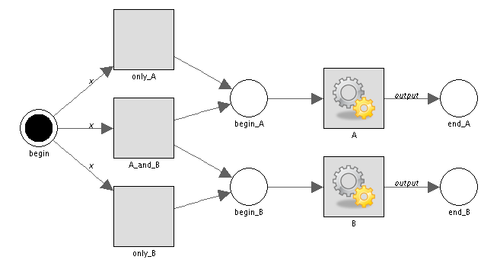 only_A
x
begin
x
A_and_B
x
only_B
begin_A
begin_B
A
output
end_A
B
output
end_B